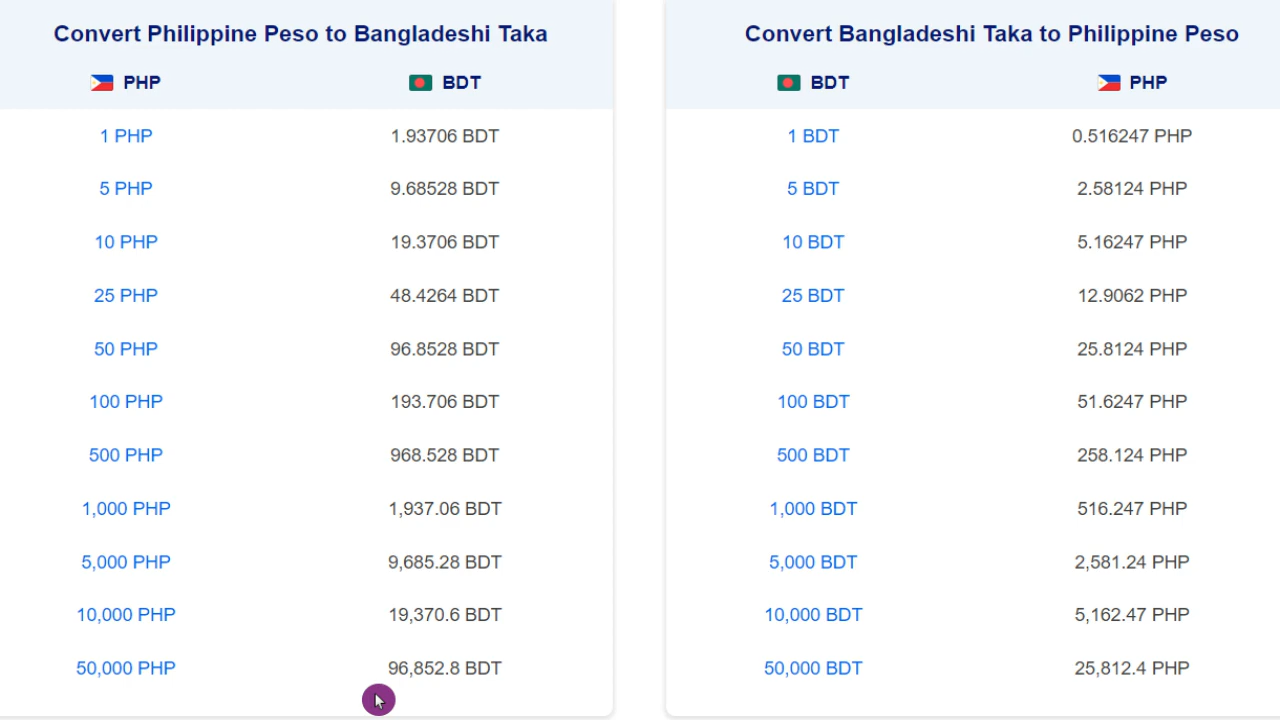 Convert Philippine Peso to Bangladeshi Taka
PHP BDT
1 PHP 1.93706 BDT
5 PHP 9.68528 BDT
10 PHP 19.3706 BDT
25 PHP 48.4264 BDT
50 PHP 96.8528 BDT
100 PHP 193.706 BDT
500 PHP 968.528 BDT
1,000 PHP 1,937.06 BDT
5,000 PHP 9,685.28 BDT
10,000 PHP 19,370.6 BDT
50,000 PHP 96,852.8 BDT
Convert Bangladeshi Taka to Philippine Peso
BDT PHP
1 BDT 0.516247 PHP
5 BDT 2.58124 PHP
10 BDT 5.16247 PHP
25 BDT 12.9062 PHP
50 BDT 25.8124 PHP
100 BDT 51.6247 PHP
500 BDT 258.124 PHP
1,000 BDT 516.247 PHP
5,000 BDT 2,581.24 PHP
10,000 BDT 5,162.47 PHP
50,000 BDT 25,812.4 PHP